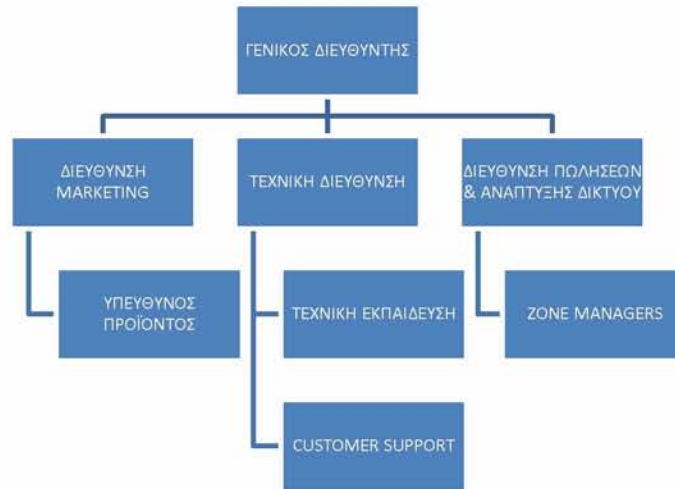 ΓΕΝΙΚΟΣ ΔΙΕΥΘΥΝΤΗΣ
ΔΙΕΥΘΥΝΣΗ
MARKETING
ΤΕΧΝΙΚΗ ΔΙΕΥΘΥΝΣΗ
ΔΙΕΥΘΥΝΣΗ ΠΩΛΗΣΕΩΝ
& ΑΝΑΠΤΥΞΗΣ ΔΙΚΤΥΟΥ
ΥΠΕΥΘΥΝΟΣ
ΠΡΟΪΟΝΤΟΣ
ΤΕΧΝΙΚΗ ΕΚΠΑΙΔΕΥΣΗ
ZONE MANAGERS
CUSTOMER SUPPORT